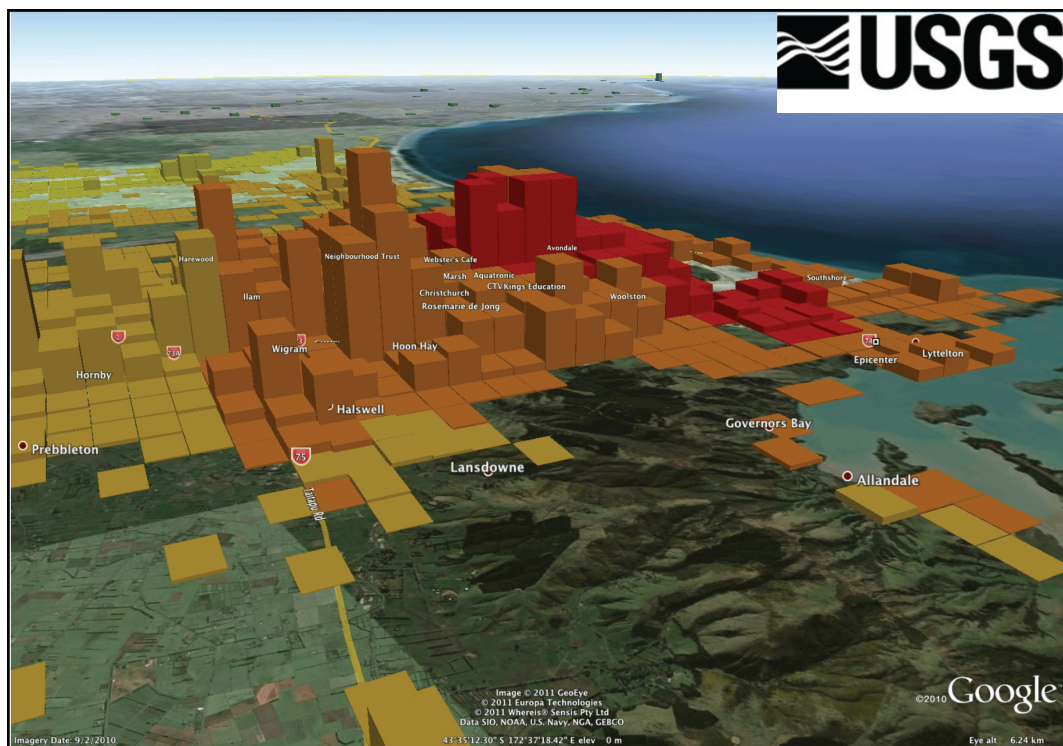 USGS
Avondale
Harewood
Neighbourhood Trust
Webster's Cafe
Marsh
Aquatronic
Southshore
CTV
Kings Education
Ilam
Christchurch
Woolston
Rosemarie de Jong
Wigram
Hoon Hay
Epicenter
Lyttelton
Hornby
73A
Halswell
Governors Bay
Prebbleton
75
Lansdowne
Allandale
Taitapu Rd
Image © 2011 GeoEye
© 2011 Europa Technologies
© 2011 Whereis® Sensis Pty Ltd
Data SIO, NOAA, U.S. Navy, NGA, GEBCO
©2010 Google
Imagery Date: 9/2/2010
43°35'12.30" S 172°37'18.42" E elev 0 m
Eye alt 6.24 km